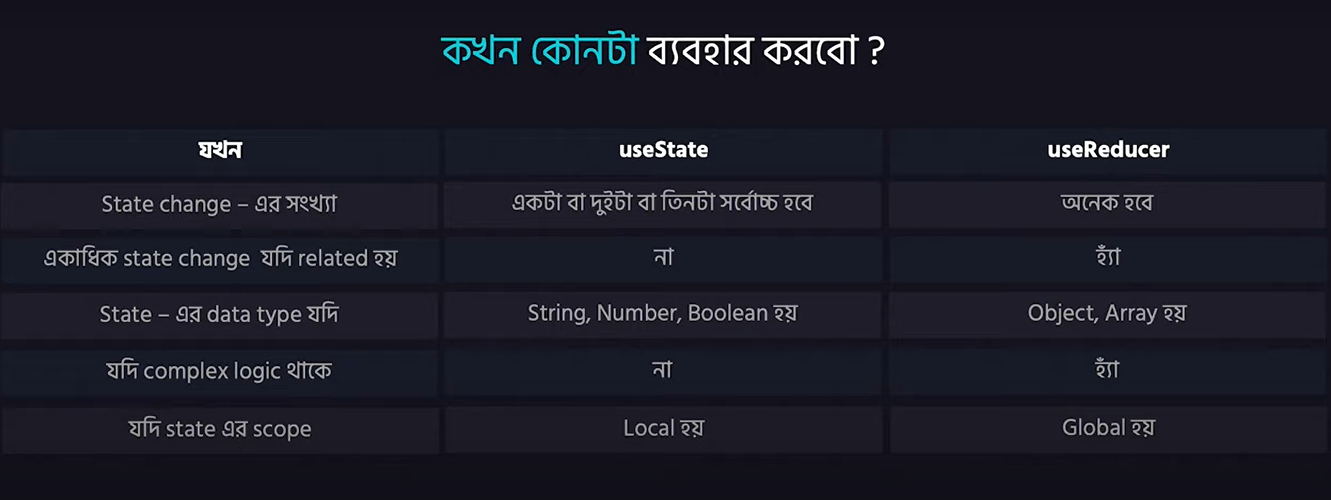 কখন কোনটা ব্যবহার করবো ?
যখন useState useReducer
State change – এর সংখ্যা একটা বা দুইটা বা তিনটা সর্বোচ্চ হবে অনেক হবে
একাধিক state change যদি related হয় না হ্যাঁ
State – এর data type যদি String, Number, Boolean হয় Object, Array হয়
যদি complex logic থাকে না হ্যাঁ
যদি state এর scope Local হয় Global হয়